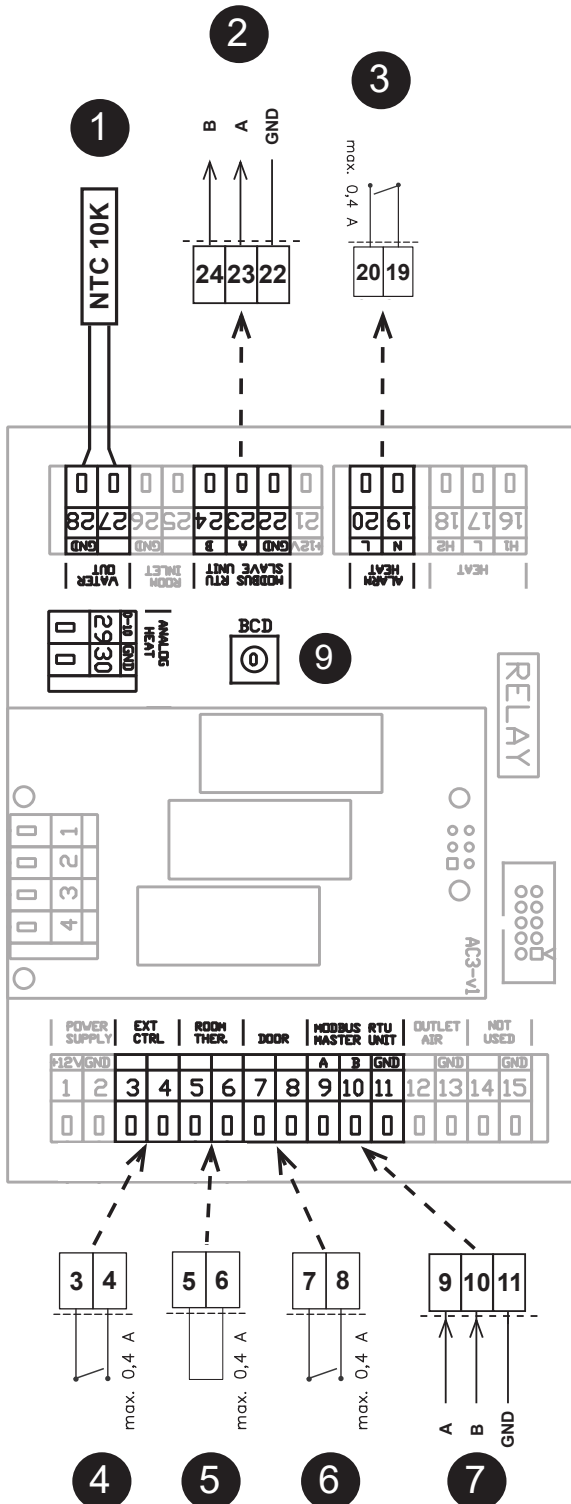 2
3
1
B A GND
max. 0,4 A
NTC 10K
24 23 22
20 19
28 27 26 25 24 23 22 21
20 19 18 17 16
GND GND B A GND +12V
L N H2 L H1
VATER OUT
ROOM INLET
MODBUS RTU SLAVE UNIT
ALARM HEAT
HEAT
29 30
0-10 GND
ANALOG HEAT
BCD
0
9
RELAY
1
2
3
4
AC3-v1
POWER SUPPLY
EXT CTRL
ROOM THER.
DOOR
MODBUS RTU MASTER UNIT
OUTLET AIR
NOT USED
+12V GND A B GND GND GND
1 2 3 4 5 6 7 8 9 10 11 12 13 14 15
3 4
5 6
7 8
9 10 11
max. 0,4 A
max. 0,4 A
max. 0,4 A
A B GND
4
5
6
7